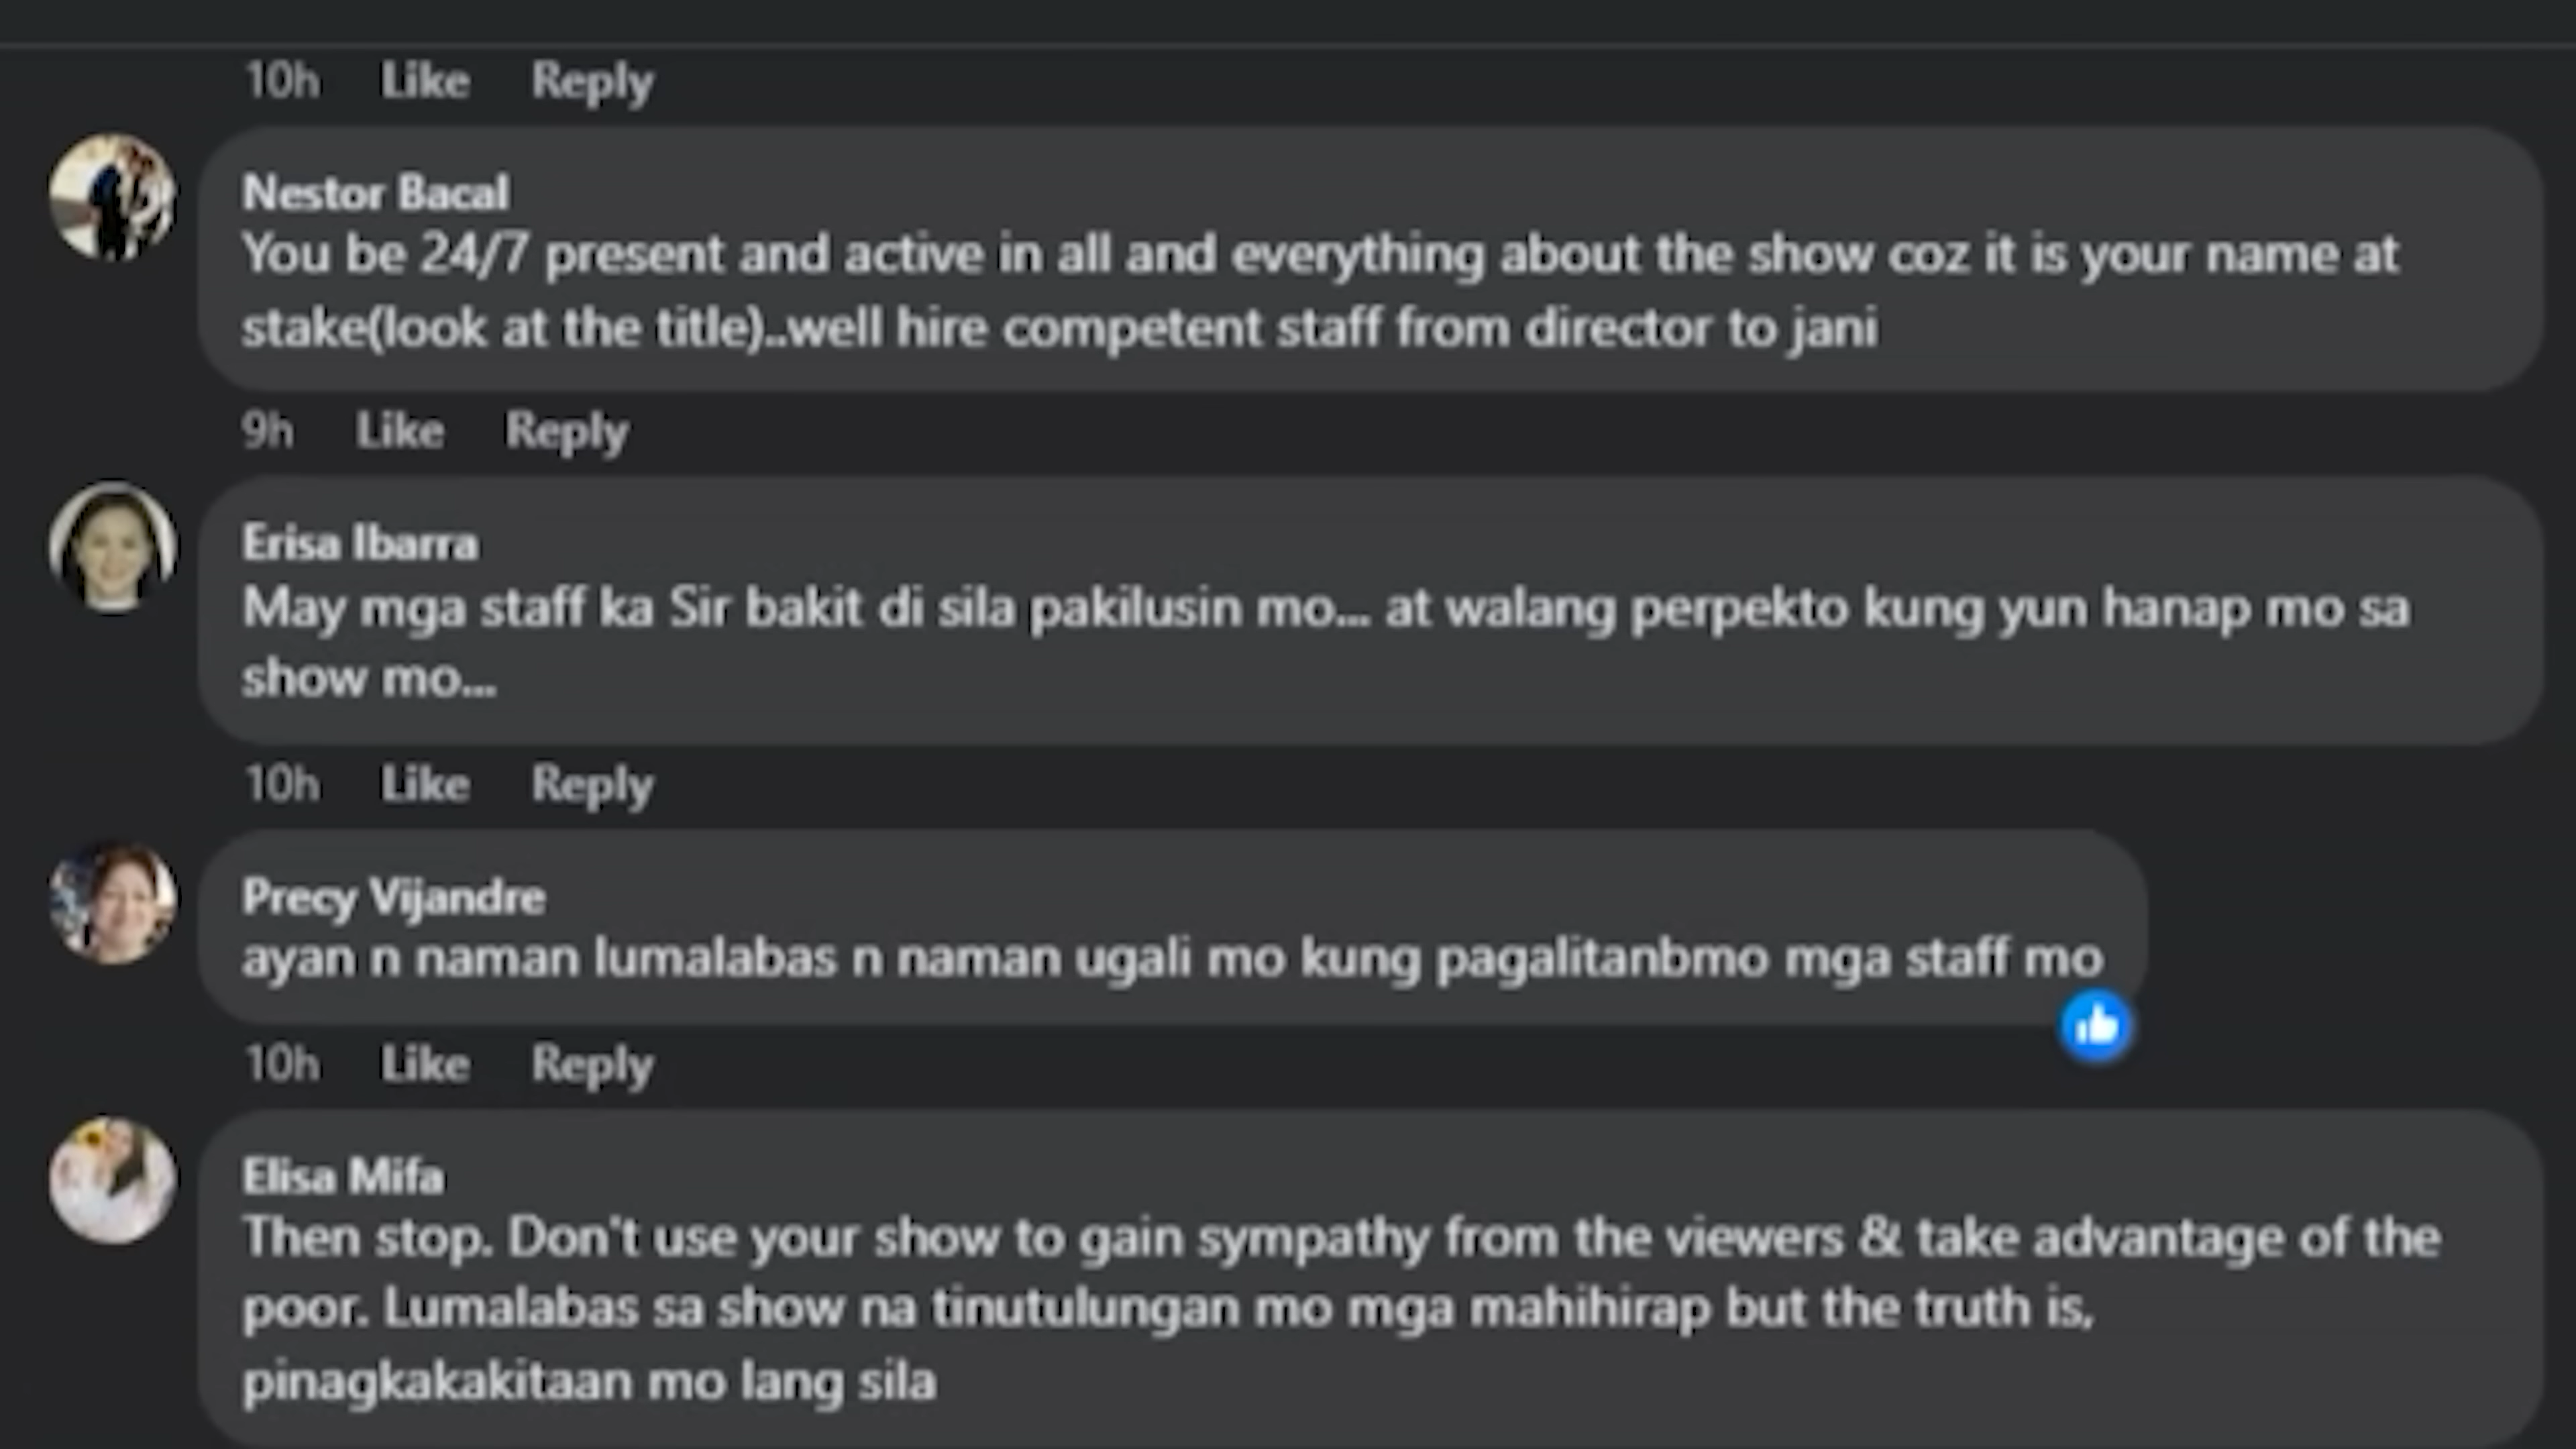 10h Like Reply
Nestor Bacal
You be 24/7 present and active in all and everything about the show coz it is your name at
stake(look at the title)..well hire competent staff from director to jani
9h Like Reply
Erisa Ibarra
May mga staff ka Sir bakit di sila pakilusin mo... at walang perpekto kung yun hanap mo sa
show mo...
10h Like Reply
Precy Vijandre
ayan n naman lumalabas n naman ugali mo kung pagalitanbmo mga staff mo
10h Like Reply
Elisa Mifa
Then stop. Don't use your show to gain sympathy from the viewers & take advantage of the
poor. Lumalabas sa show na tinutulungan mo mga mahihirap but the truth is,
pinagkakakitaan mo lang sila